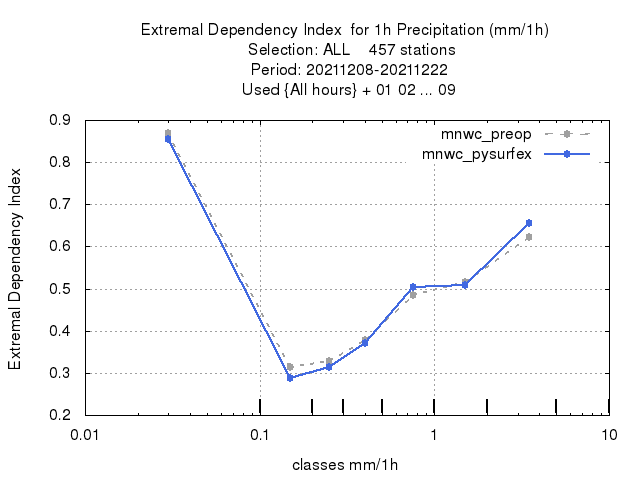 Extremal Dependency Index  for 1h Precipitation (mm/1h)
Selection: ALL    457 stations
Period: 20211208-20211222
Used {All hours} + 01 02 ... 09
mnwc_preop
mnwc_pysurfex
Extremal Dependency Index
0.9
0.8
0.7
0.6
0.5
0.4
0.3
0.2
0.01 0.1 1 10
classes mm/1h